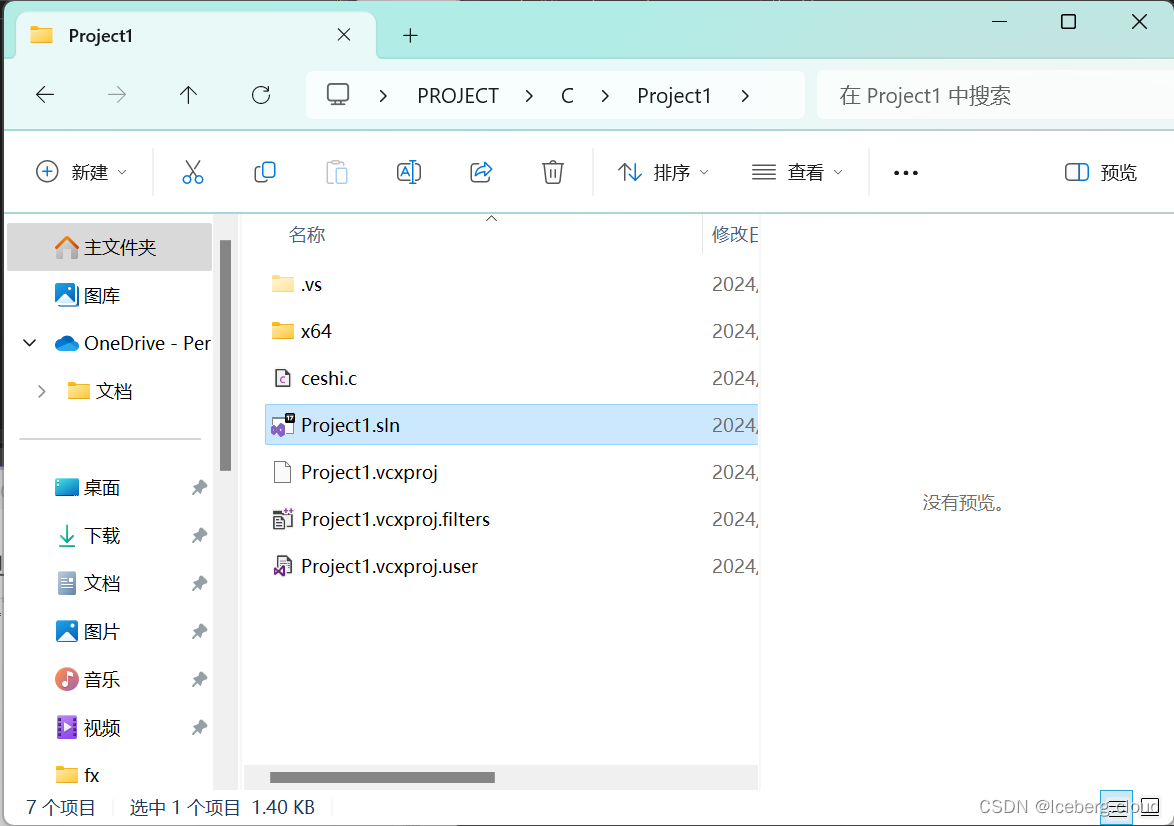 Project1
PROJECT > C > Project1 >
在 Project1 中搜索
新建
排序
查看
预览
主文件夹
图库
OneDrive - Per
文档
桌面
下载
文档
图片
音乐
视频
fx
名称 修改日
.vs 2024/
x64 2024/
ceshi.c 2024/
Project1.sln 2024/
Project1.vcxproj 2024/
Project1.vcxproj.filters 2024/
Project1.vcxproj.user 2024/
没有预览。
7 个项目 选中 1 个项目 1.40 KB
CSDN @Iceberg.cloud